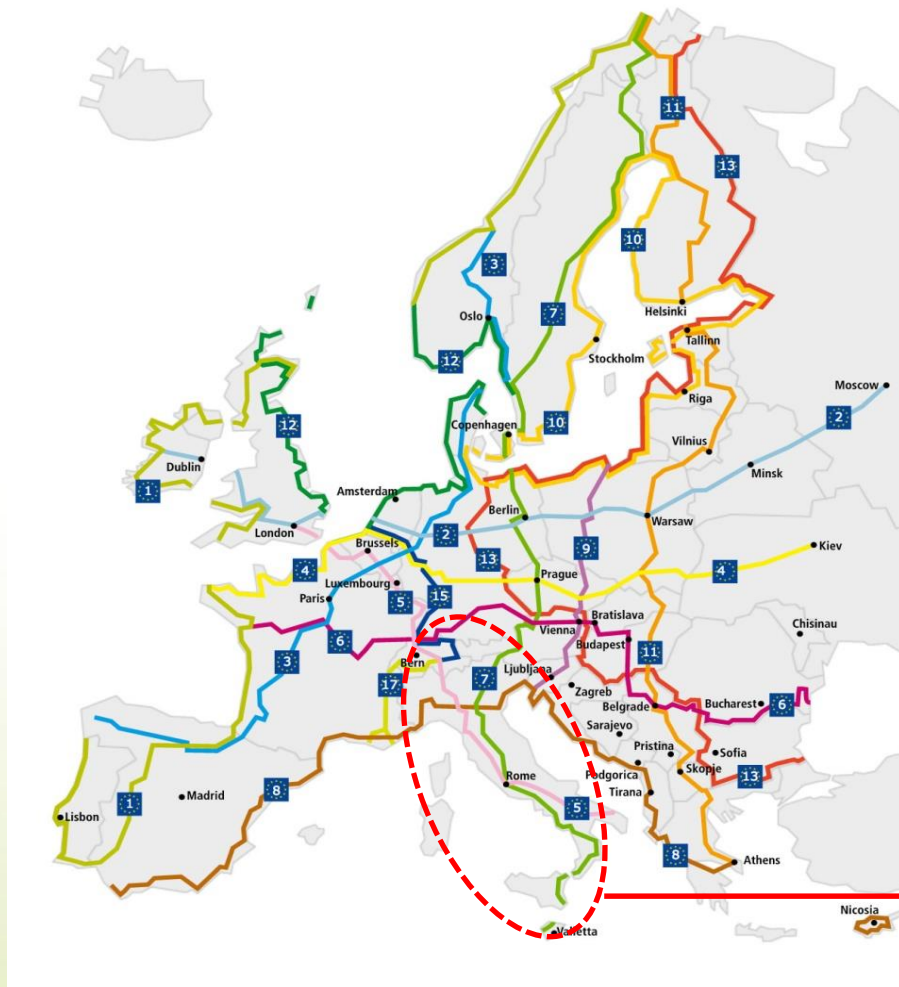 11
13
3
10
Oslo
7
Helsinki
Tallinn
Stockholm
12
Moscow
Riga
2
12
10
Copenhagen
Vilnius
Dublin
Minsk
1
Amsterdam
Berlin
Warsaw
London
2
Brussels
9
Kiev
13
4
4
Prague
Luxembourg
15
5
Paris
Bratislava
Chisinau
Vienna
6
Budapest
11
3
Bern
Ljubljana
7
17
Zagreb
Belgrade
Bucharest
6
Sarajevo
Pristina
Sofia
Podgorica
Skopje
Rome
13
8
Tirana
Madrid
1
5
Lisbon
8
Athens
Nicosia
Valletta